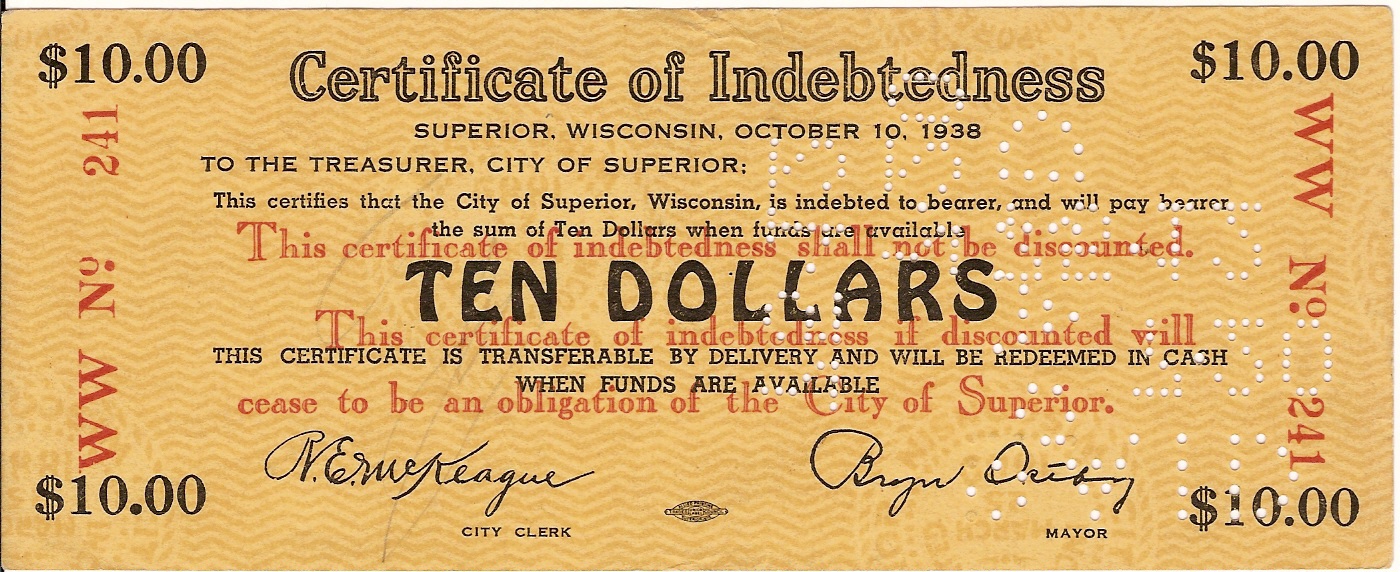 $10.00
Certificate of Indebtedness
$10.00
SUPERIOR, WISCONSIN, OCTOBER 10, 1938
TO THE TREASURER, CITY OF SUPERIOR:
This certifies that the City of Superior, Wisconsin, is indebted to bearer, and will pay bearer
the sum of Ten Dollars when funds are available
This certificate of indebtedness shall not be discounted.
TEN DOLLARS
This certificate of indebtedness if discounted will
THIS CERTIFICATE IS TRANSFERABLE BY DELIVERY AND WILL BE REDEEMED IN CASH
WHEN FUNDS ARE AVAILABLE
cease to be an obligation of the City of Superior.
WW No. 241
WW No. 241
R.E. McKeague
CITY CLERK
MAYOR
$10.00
$10.00